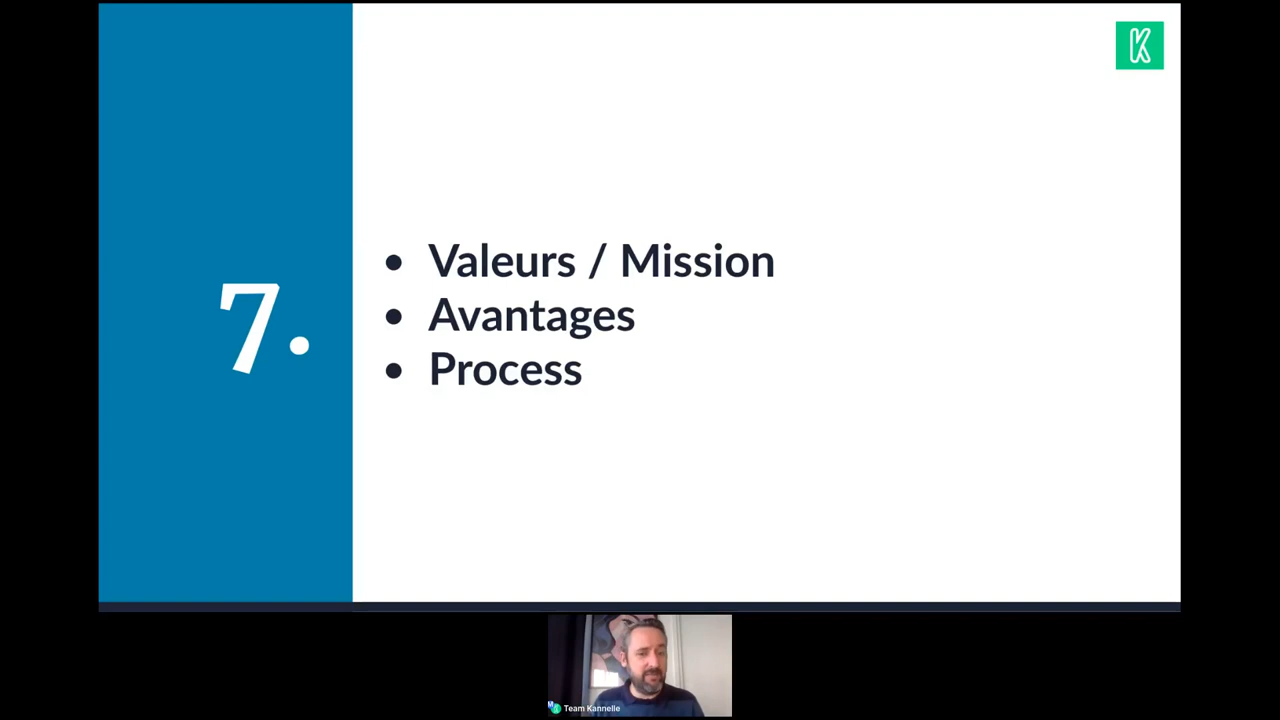 7.
• Valeurs / Mission
• Avantages
• Process
Team Kannelle